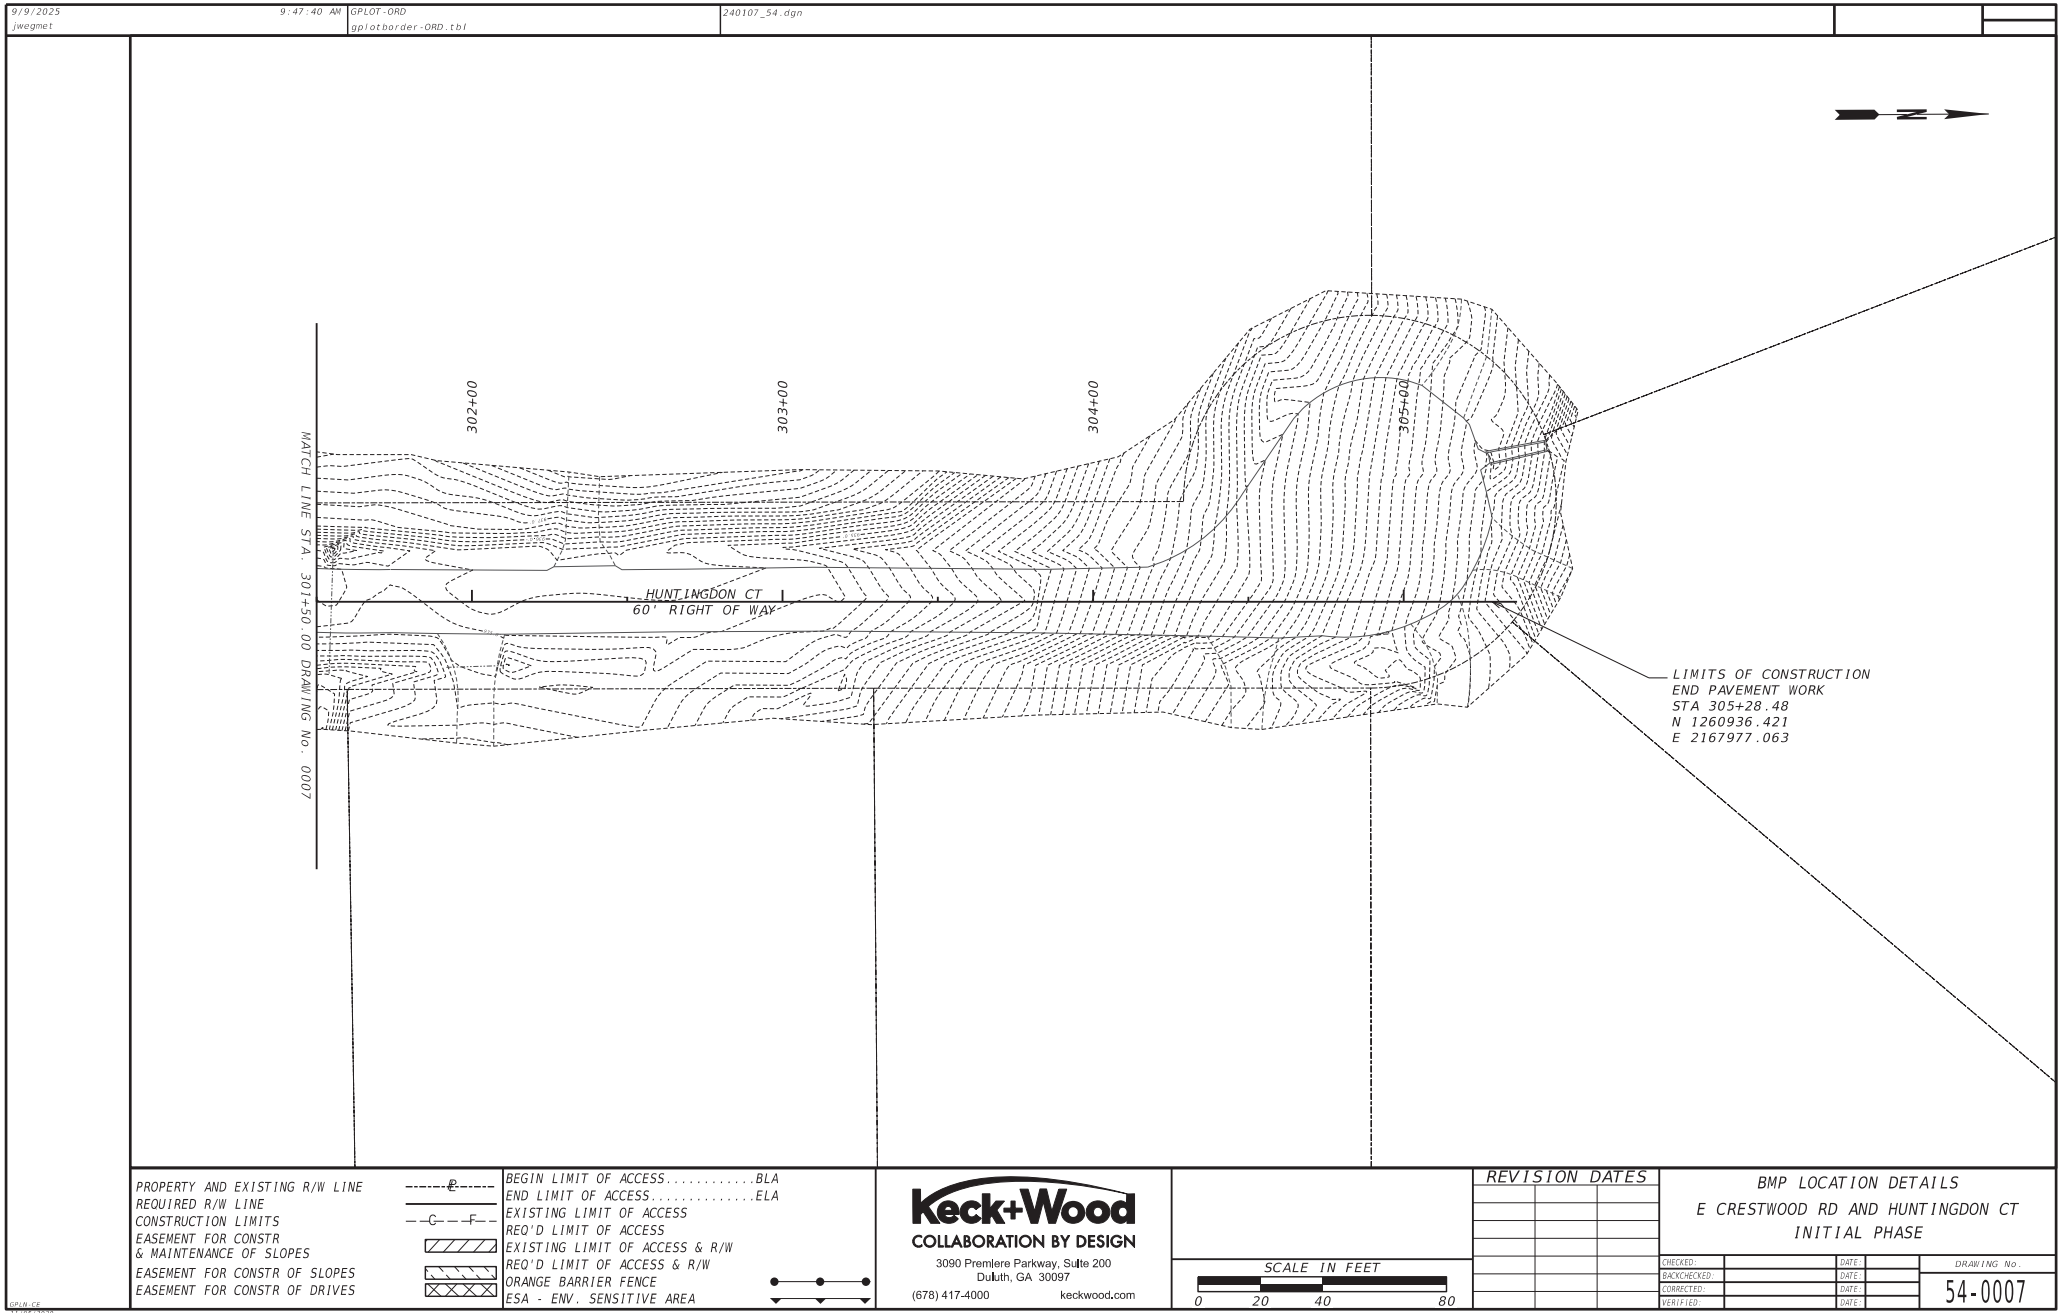 9/9/2025
9:47:40 AM
GPLOT-ORD
240107_54.dgn
jwegmet
gplotborder-ORD.tbl
N
302+00
303+00
304+00
305+00
MATCH LINE STA. 301+50.00 DRAWING No. 0007
HUNTINGDON CT
60' RIGHT OF WAY
LIMITS OF CONSTRUCTION
END PAVEMENT WORK
STA 305+28.48
N 1260936.421
E 2167977.063
PROPERTY AND EXISTING R/W LINE
REQUIRED R/W LINE
CONSTRUCTION LIMITS
C F
EASEMENT FOR CONSTR
& MAINTENANCE OF SLOPES
EASEMENT FOR CONSTR OF SLOPES
EASEMENT FOR CONSTR OF DRIVES
BEGIN LIMIT OF ACCESS............BLA
END LIMIT OF ACCESS..............ELA
EXISTING LIMIT OF ACCESS
REQ'D LIMIT OF ACCESS
EXISTING LIMIT OF ACCESS & R/W
REQ'D LIMIT OF ACCESS & R/W
ORANGE BARRIER FENCE
ESA - ENV. SENSITIVE AREA
Keck+Wood
COLLABORATION BY DESIGN
3090 Premiere Parkway, Suite 200
Duluth, GA 30097
(678) 417-4000
keckwood.com
SCALE IN FEET
0 20 40 80
REVISION DATES
BMP LOCATION DETAILS
E CRESTWOOD RD AND HUNTINGDON CT
INITIAL PHASE
CHECKED: DATE:
BACKCHECKED: DATE:
CORRECTED: DATE:
VERIFIED: DATE:
DRAWING No.
54-0007
GPLN-CE